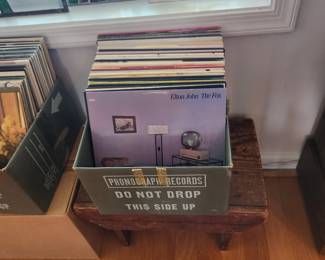 Elton John The Fox
PHONOGRAPH RECORDS
DO NOT DROP
THIS SIDE UP